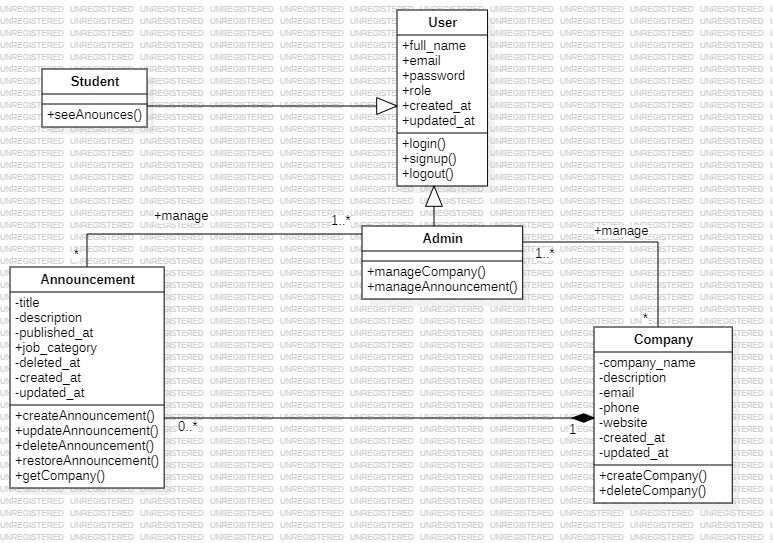 User
+full_name
+email
+password
+role
+created_at
+updated_at
+login()
+signup()
+logout()
Student
+seeAnounces()
+manage
1..*
*
Admin
+manageCompany()
+manageAnnouncement()
+manage
1..*
*
Announcement
-title
-description
-published_at
+job_category
-deleted_at
-created_at
-updated_at
+createAnnouncement()
+updateAnnouncement()
+deleteAnnouncement()
+restoreAnnouncement()
+getCompany()
0..*
1
Company
-company_name
-description
-email
-phone
-website
-created_at
-updated_at
+createCompany()
+deleteCompany()
UNREGISTERED